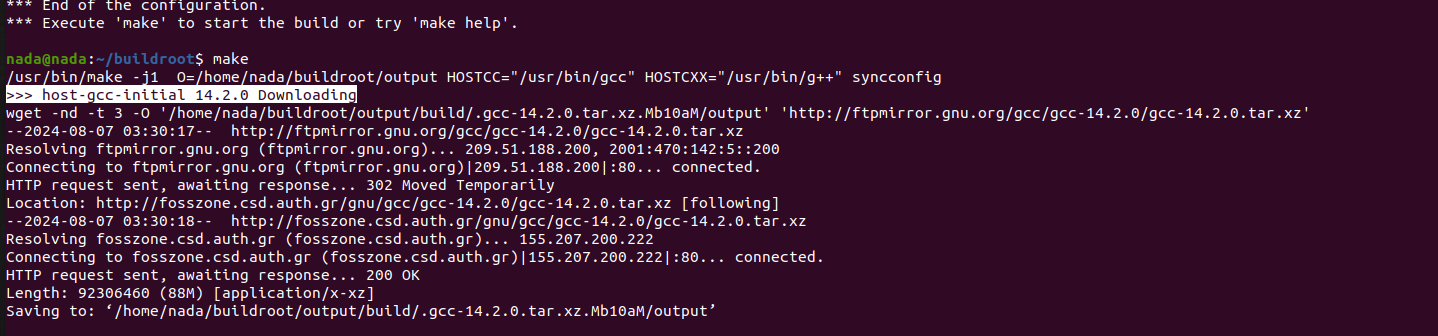 *** End of the configuration.
*** Execute 'make' to start the build or try 'make help'.
nada@nada:~/buildroot$ make
/usr/bin/make -j1  O=/home/nada/buildroot/output HOSTCC="/usr/bin/gcc" HOSTCXX="/usr/bin/g++" syncconfig
>>> host-gcc-initial 14.2.0 Downloading
wget -nd -t 3 -O '/home/nada/buildroot/output/build/.gcc-14.2.0.tar.xz.Mb10aM/output' 'http://ftpmirror.gnu.org/gcc/gcc-14.2.0/gcc-14.2.0.tar.xz'
--2024-08-07 03:30:17--  http://ftpmirror.gnu.org/gcc/gcc-14.2.0/gcc-14.2.0.tar.xz
Resolving ftpmirror.gnu.org (ftpmirror.gnu.org)... 209.51.188.200, 2001:470:142:5::200
Connecting to ftpmirror.gnu.org (ftpmirror.gnu.org)|209.51.188.200|:80... connected.
HTTP request sent, awaiting response... 302 Moved Temporarily
Location: http://fosszone.csd.auth.gr/gnu/gcc/gcc-14.2.0/gcc-14.2.0.tar.xz [following]
--2024-08-07 03:30:18--  http://fosszone.csd.auth.gr/gnu/gcc/gcc-14.2.0/gcc-14.2.0.tar.xz
Resolving fosszone.csd.auth.gr (fosszone.csd.auth.gr)... 155.207.200.222
Connecting to fosszone.csd.auth.gr (fosszone.csd.auth.gr)|155.207.200.222|:80... connected.
HTTP request sent, awaiting response... 200 OK
Length: 92306460 (88M) [application/x-xz]
Saving to: ‘/home/nada/buildroot/output/build/.gcc-14.2.0.tar.xz.Mb10aM/output’